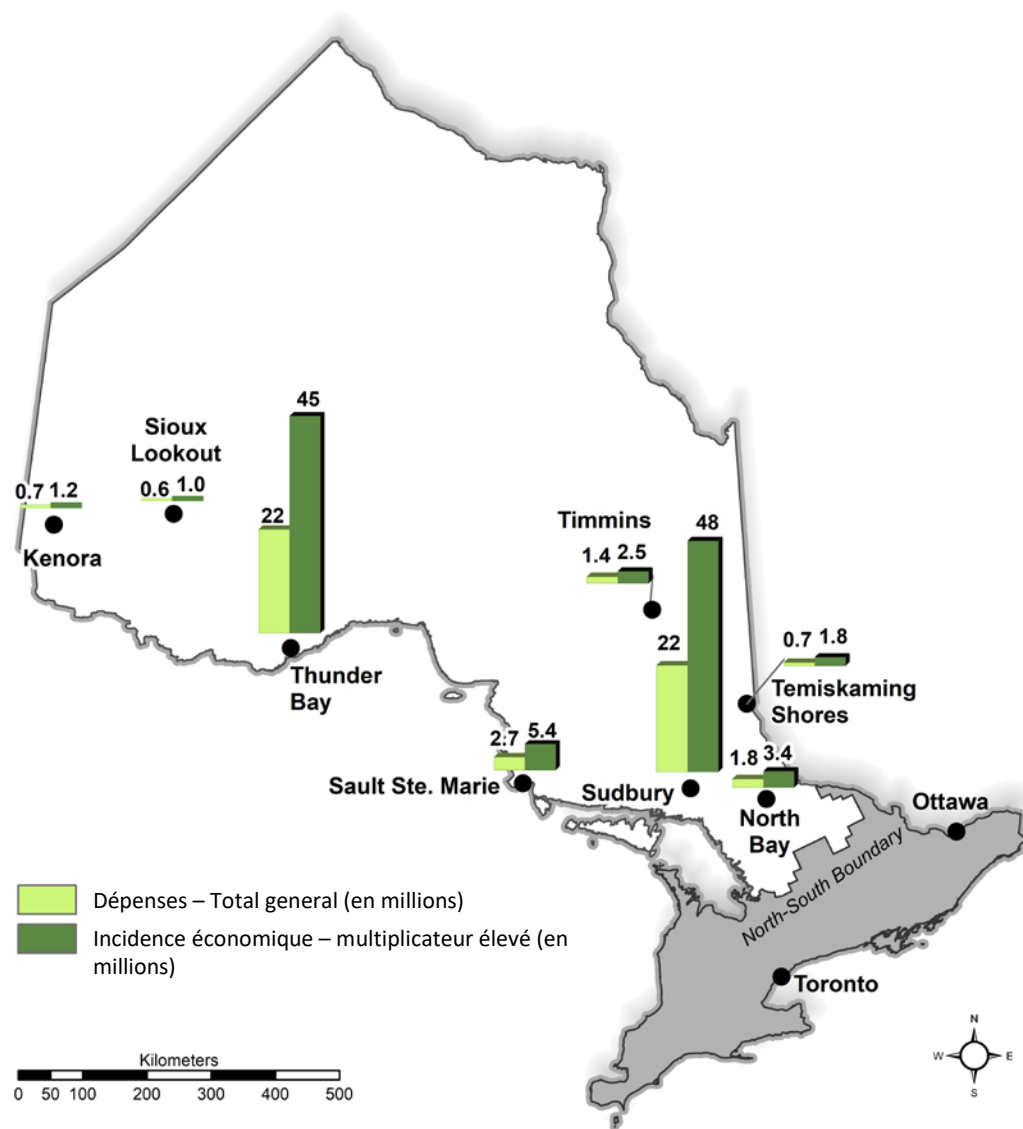 45
Sioux
Lookout
0.7 1.2
0.6 1.0
Kenora
22
Thunder
Bay
Timmins
48
1.4 2.5
22
0.7 1.8
Temiskaming
Shores
2.7 5.4
Sault Ste. Marie
Sudbury
1.8 3.4
North
Bay
Ottawa
North-South Boundary
Toronto
Dépenses – Total general (en millions)
Incidence économique – multiplicateur élevé (en
millions)
Kilometers
0 50 100 200 300 400 500
N
W E
S